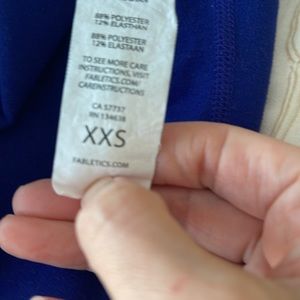 88% POLYESTER
12% ELASTHAN
88% POLYESTER
12% ELASTAAN
TO SEE MORE CARE
INSTRUCTIONS, VISIT
FABLETICS.COM/
CAREINSTRUCTIONS
CA 57737
RN 134638
XXS
FABLETICS.COM